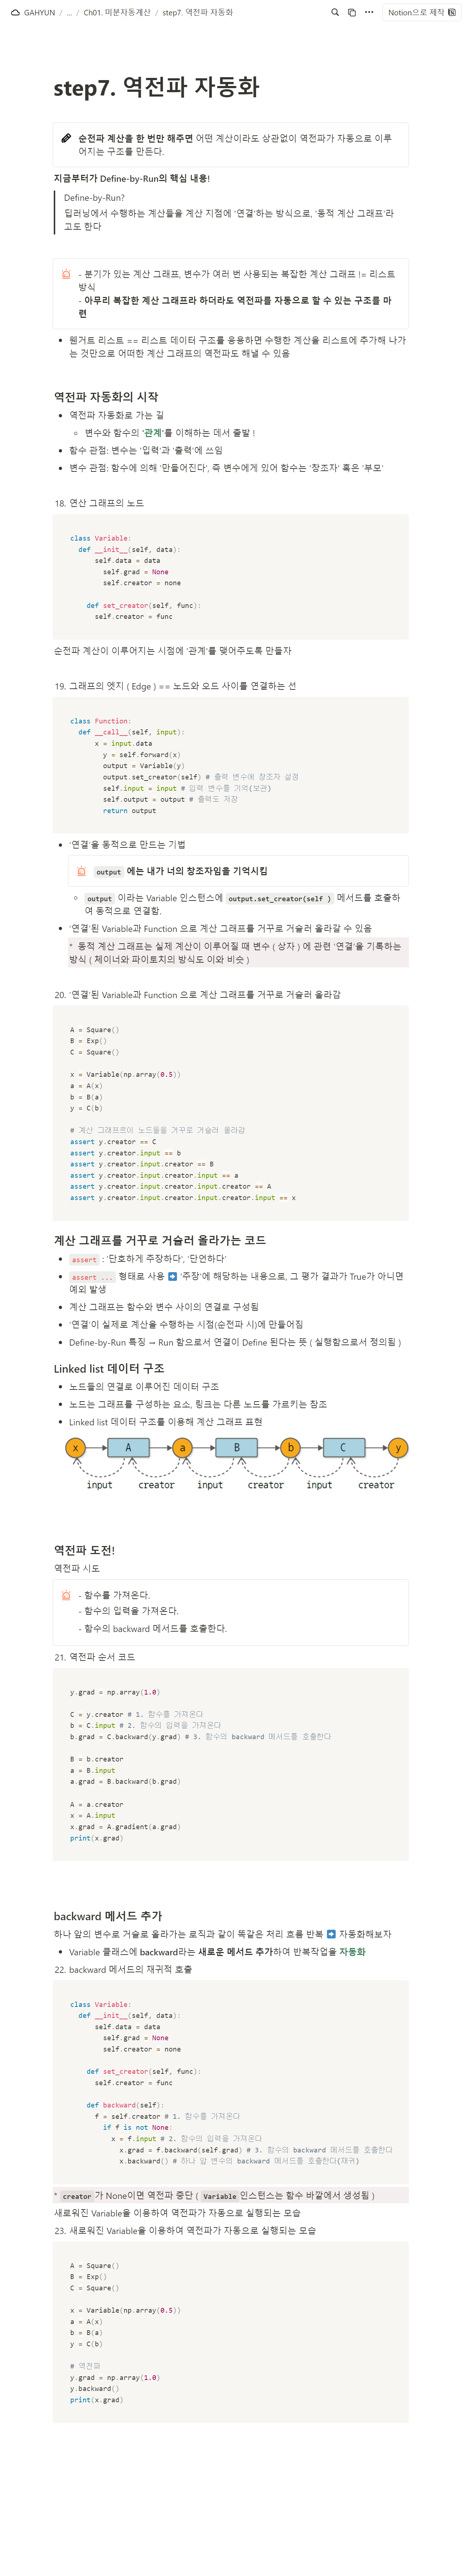 GAHYUN / ... / Ch01. 미분자동계산 / step7. 역전파 자동화
Notion으로 제작
step7. 역전파 자동화
순전파 계산을 한 번만 해주면 어떤 계산이라도 상관없이 역전파가 자동으로 이루
어지는 구조를 만든다.
지금부터가 Define-by-Run의 핵심 내용!
Define-by-Run?
딥러닝에서 수행하는 계산들을 계산 지점에 '연결'하는 방식으로, '동적 계산 그래프'라
고도 한다
- 분기가 있는 계산 그래프, 변수가 여러 번 사용되는 복잡한 계산 그래프 != 리스트
방식
- 아무리 복잡한 계산 그래프라 하더라도 역전파를 자동으로 할 수 있는 구조를 마
련
• 웬거트 리스트 == 리스트 데이터 구조를 응용하면 수행한 계산을 리스트에 추가해 나가
는 것만으로 어떠한 계산 그래프의 역전파도 해낼 수 있음
역전파 자동화의 시작
• 역전파 자동화로 가는 길
◦ 변수와 함수의 '관계'를 이해하는 데서 출발 !
• 함수 관점: 변수는 '입력'과 '출력'에 쓰임
• 변수 관점: 함수에 의해 '만들어진다', 즉 변수에게 있어 함수는 '창조자' 혹은 '부모'
18. 연산 그래프의 노드
class Variable:
def __init__(self, data):
self.data = data
self.grad = None
self.creator = none
def set_creator(self, func):
self.creator = func
순전파 계산이 이루어지는 시점에 '관계'를 맺어주도록 만들자
19. 그래프의 엣지 ( Edge ) == 노드와 오드 사이를 연결하는 선
class Function:
def __call__(self, input):
x = input.data
y = self.forward(x)
output = Variable(y)
output.set_creator(self) # 출력 변수에 창조자 설정
self.input = input # 입력 변수를 기억(보관)
self.output = output # 출력도 저장
return output
• '연결'을 동적으로 만드는 기법
output 에는 내가 너의 창조자임을 기억시킴
◦ output 이라는 Variable 인스턴스에 output.set_creator(self ) 메서드를 호출하
여 동적으로 연결함.
• '연결'된 Variable과 Function 으로 계산 그래프를 거꾸로 거슬러 올라갈 수 있음
* 동적 계산 그래프는 실제 계산이 이루어질 때 변수 ( 상자 ) 에 관련 '연결'을 기록하는
방식 ( 체이너와 파이토치의 방식도 이와 비슷 )
20. '연결'된 Variable과 Function 으로 계산 그래프를 거꾸로 거슬러 올라감
A = Square()
B = Exp()
C = Square()
x = Variable(np.array(0.5))
a = A(x)
b = B(a)
y = C(b)
# 계산 그래프르이 노드들을 거꾸로 거슬러 올라감
assert y.creator == C
assert y.creator.input == b
assert y.creator.input.creator == B
assert y.creator.input.creator.input == a
assert y.creator.input.creator.input.creator == A
assert y.creator.input.creator.input.creator.input == x
계산 그래프를 거꾸로 거슬러 올라가는 코드
• assert : '단호하게 주장하다', '단언하다'
• assert ... 형태로 사용 ➡ '주장'에 해당하는 내용으로, 그 평가 결과가 True가 아니면
예외 발생
• 계산 그래프는 함수와 변수 사이의 연결로 구성됨
• '연결'이 실제로 계산을 수행하는 시점(순전파 시)에 만들어짐
• Define-by-Run 특징 → Run 함으로서 연결이 Define 된다는 뜻 ( 실행함으로서 정의됨 )
Linked list 데이터 구조
• 노드들의 연결로 이루어진 데이터 구조
• 노드는 그래프를 구성하는 요소, 링크는 다른 노드를 가르키는 참조
• Linked list 데이터 구조를 이용해 계산 그래프 표현
x A a B b C y
input creator input creator input creator
역전파 도전!
역전파 시도
- 함수를 가져온다.
- 함수의 입력을 가져온다.
- 함수의 backward 메서드를 호출한다.
21. 역전파 순서 코드
y.grad = np.array(1.0)
C = y.creator # 1. 함수를 가져온다
b = C.input # 2. 함수의 입력을 가져온다
b.grad = C.backward(y.grad) # 3. 함수의 backward 메서드를 호출한다
B = b.creator
a = B.input
a.grad = B.backward(b.grad)
A = a.creator
x = A.input
x.grad = A.gradient(a.grad)
print(x.grad)
backward 메서드 추가
하나 앞의 변수로 거슬로 올라가는 로직과 같이 똑같은 처리 흐름 반복 ➡ 자동화해보자
• Variable 클래스에 backward라는 새로운 메서드 추가하여 반복작업을 자동화
22. backward 메서드의 재귀적 호출
class Variable:
def __init__(self, data):
self.data = data
self.grad = None
self.creator = none
def set_creator(self, func):
self.creator = func
def backward(self):
f = self.creator # 1. 함수를 가져온다
if f is not None:
x = f.input # 2. 함수의 입력을 가져온다
x.grad = f.backward(self.grad) # 3. 함수의 backward 메서드를 호출한다
x.backward() # 하나 앞 변수의 backward 메서드를 호출한다(재귀)
* creator 가 None이면 역전파 중단 ( Variable 인스턴스는 함수 바깥에서 생성됨 )
새로워진 Variable을 이용하여 역전파가 자동으로 실행되는 모습
23. 새로워진 Variable을 이용하여 역전파가 자동으로 실행되는 모습
A = Square()
B = Exp()
C = Square()
x = Variable(np.array(0.5))
a = A(x)
b = B(a)
y = C(b)
# 역전파
y.grad = np.array(1.0)
y.backward()
print(x.grad)